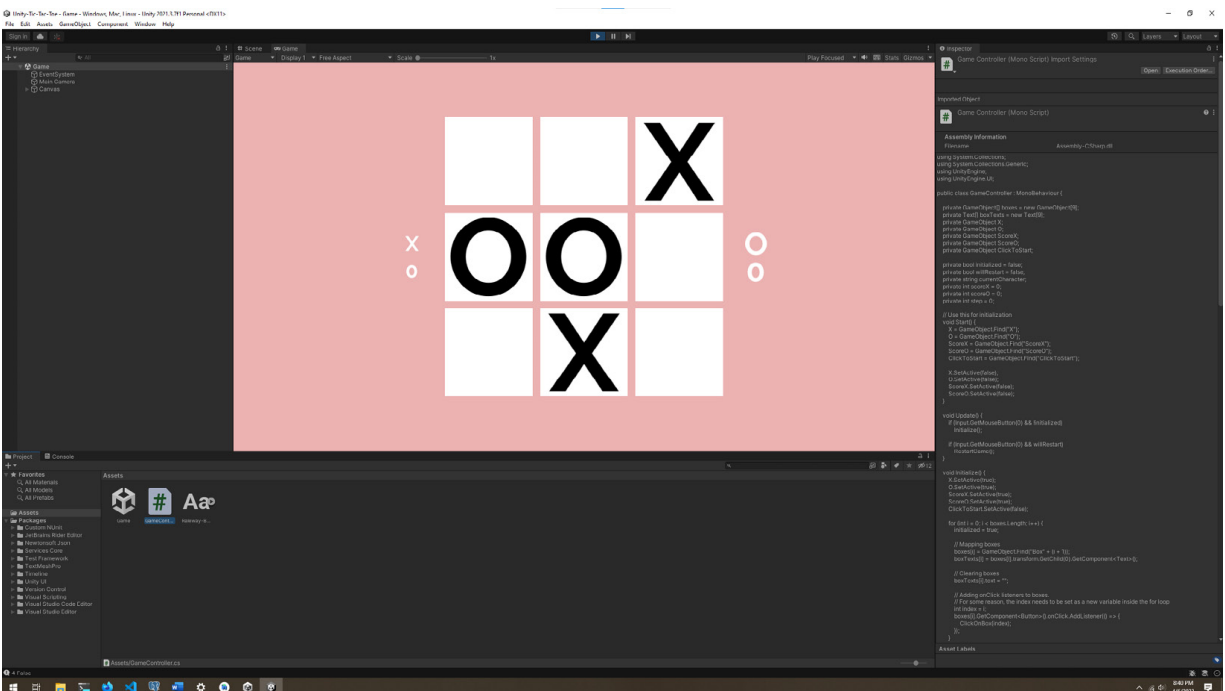 Unity-Tic-Tac-Toe - Game - Windows, Mac, Linux - Unity 2021.3.7f1 Personal <DX11>
File Edit Assets GameObject Component Window Help
Sign in
Layers Layout
Hierarchy
All
Game
EventSystem
Main Camera
Canvas
Scene Game
Game Display 1 Free Aspect Scale 1x Play Focused Stats Gizmos
X
O O
X
X
0
O
0
Project Console
Favorites
All Materials
All Models
All Prefabs
Assets
Packages
Custom NUnit
JetBrains Rider Editor
Newtonsoft Json
Services Core
Test Framework
TextMeshPro
Timeline
Unity UI
Version Control
Visual Scripting
Visual Studio Code Editor
Visual Studio Editor
12
Assets
Aa
Game GameCont... Raleway-B...
Assets/GameController.cs
Inspector
Game Controller (Mono Script) Import Settings
Open Execution Order...
Imported Object
Game Controller (Mono Script)
Assembly Information
Filename Assembly-CSharp.dll
using System.Collections;
using System.Collections.Generic;
using UnityEngine;
using UnityEngine.UI;
public class GameController : MonoBehaviour {
private GameObject[] boxes = new GameObject[9];
private Text[] boxTexts = new Text[9];
private GameObject X;
private GameObject O;
private GameObject ScoreX;
private GameObject ScoreO;
private GameObject ClickToStart;
private bool initialized = false;
private bool willRestart = false;
private string currentCharacter;
private int scoreX = 0;
private int scoreO = 0;
private int step = 0;
// Use this for initialization
void Start() {
X = GameObject.Find("X");
O = GameObject.Find("O");
ScoreX = GameObject.Find("ScoreX");
ScoreO = GameObject.Find("ScoreO");
ClickToStart = GameObject.Find("ClickToStart");
X.SetActive(false);
O.SetActive(false);
ScoreX.SetActive(false);
ScoreO.SetActive(false);
}
void Update() {
if (Input.GetMouseButton(0) && !initialized)
Initialize();
if (Input.GetMouseButton(0) && willRestart)
RestartGame();
}
void Initialize() {
X.SetActive(true);
O.SetActive(true);
ScoreX.SetActive(true);
ScoreO.SetActive(true);
ClickToStart.SetActive(false);
for (int i = 0; i < boxes.Length; i++) {
initialized = true;
// Mapping boxes
boxes[i] = GameObject.Find("Box" + (i + 1));
boxTexts[i] = boxes[i].transform.GetChild(0).GetComponent<Text>();
// Clearing boxes
boxTexts[i].text = "";
// Adding onClick listeners to boxes.
// For some reason, the index needs to be set as a new variable inside the for loop.
int index = i;
boxes[i].GetComponent<Button>().onClick.AddListener(() => {
ClickOnBox(index);
});
}
Asset Labels
8:40 PM